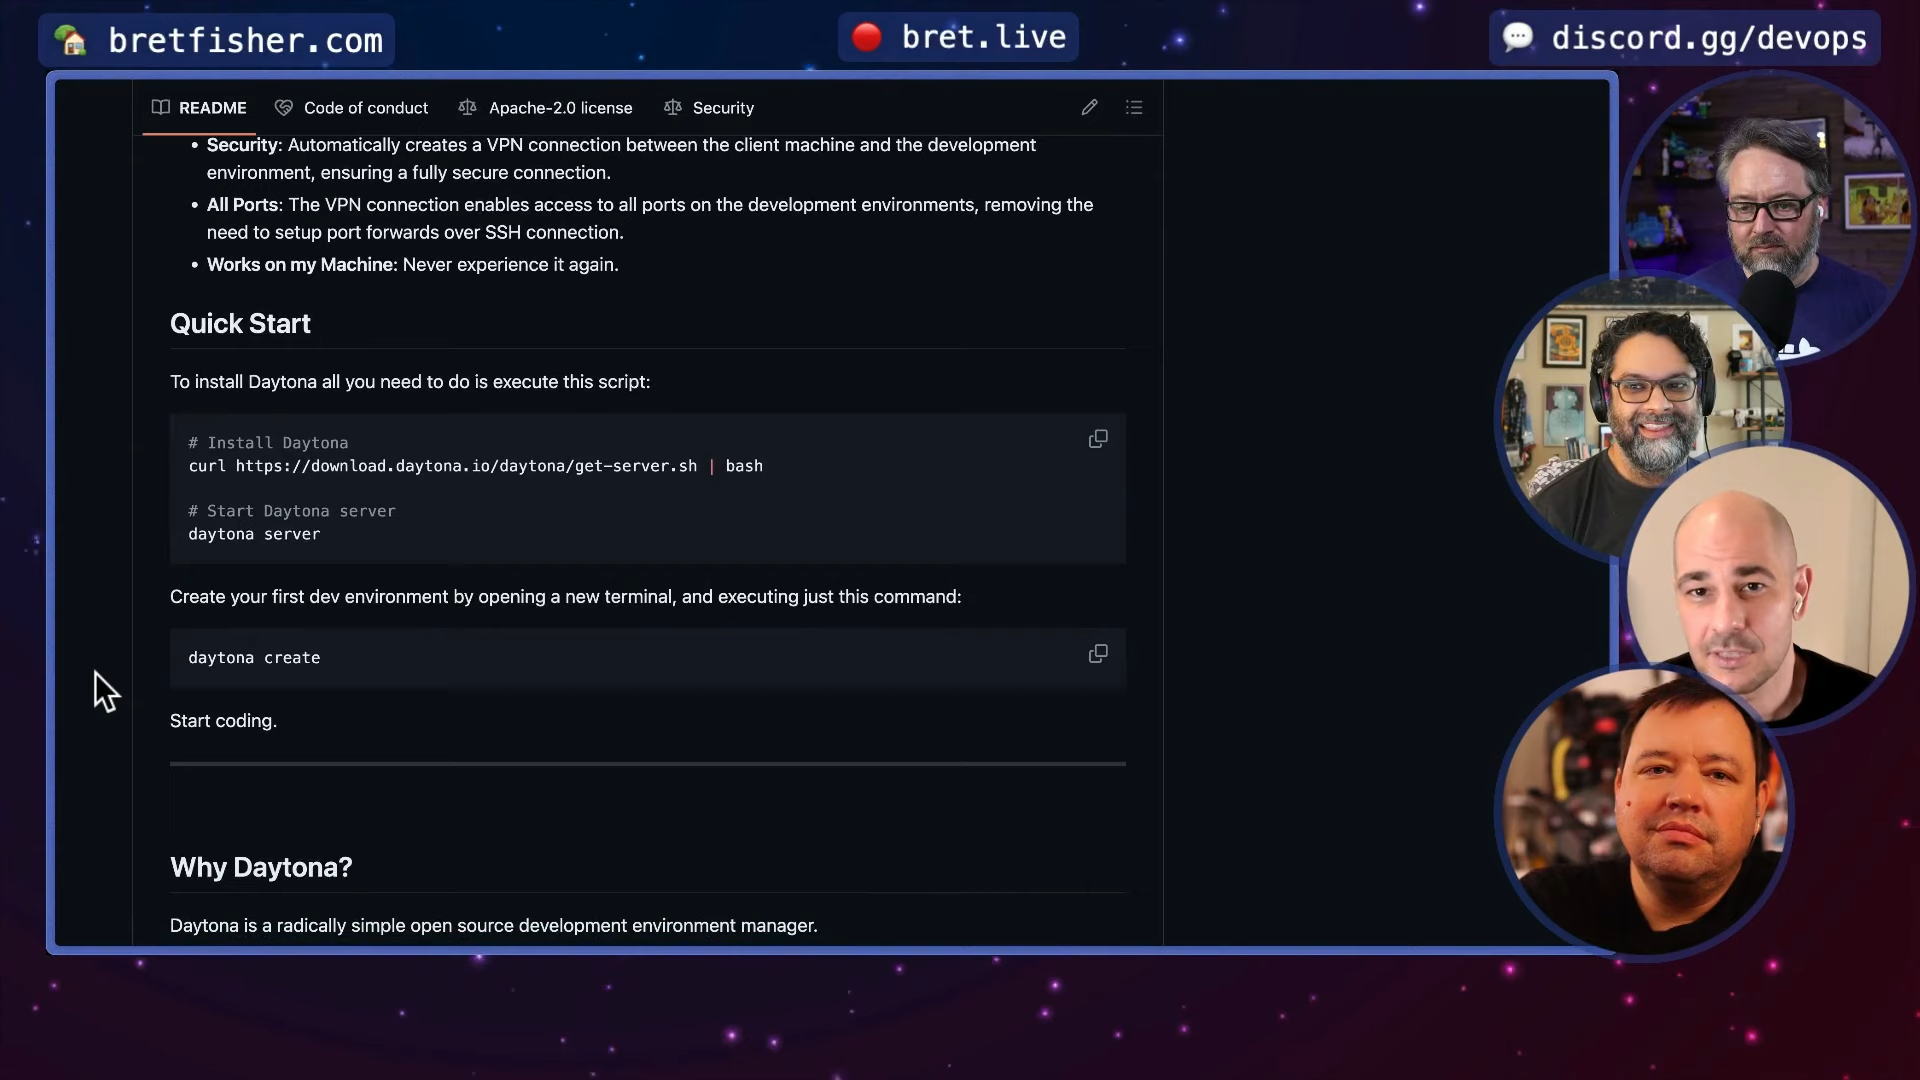 bretfisher.com
bret.live
discord.gg/devops
README
Code of conduct
Apache-2.0 license
Security
• Security: Automatically creates a VPN connection between the client machine and the development
environment, ensuring a fully secure connection.
• All Ports: The VPN connection enables access to all ports on the development environments, removing the
need to setup port forwards over SSH connection.
• Works on my Machine: Never experience it again.
Quick Start
To install Daytona all you need to do is execute this script:
# Install Daytona
curl https://download.daytona.io/daytona/get-server.sh | bash
# Start Daytona server
daytona server
Create your first dev environment by opening a new terminal, and executing just this command:
daytona create
Start coding.
Why Daytona?
Daytona is a radically simple open source development environment manager.